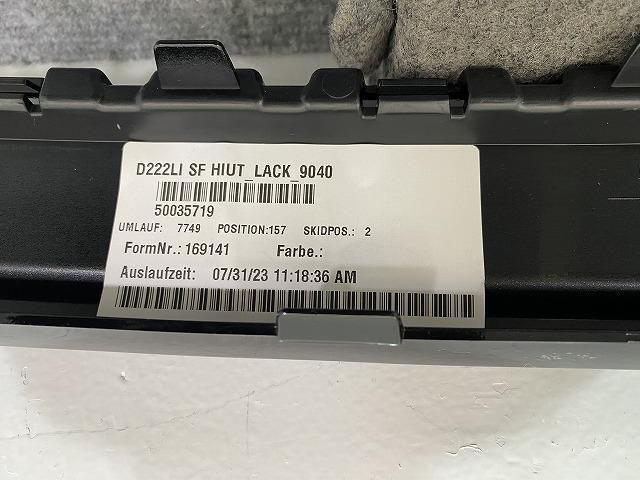 D222LI SF HIUT_LACK_9040
50035719
UMLAUF: 7749 POSITION:157 SKIDPOS.: 2
FormNr.: 169141 Farbe.:
Auslaufzeit: 07/31/23 11:18:36 AM